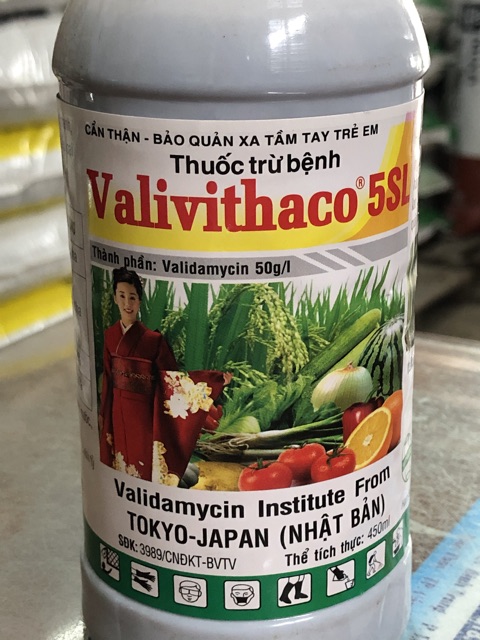 CẨN THẬN - BẢO QUẢN XA TẦM TAY TRẺ EM
Thuốc trừ bệnh
Valivithaco® 5SL
Thành phần: Validamycin 50g/l
Validamycin Institute From
TOKYO-JAPAN (NHẬT BẢN)
SĐK: 3989/CNĐKT-BVTV
Thể tích thực: 450ml